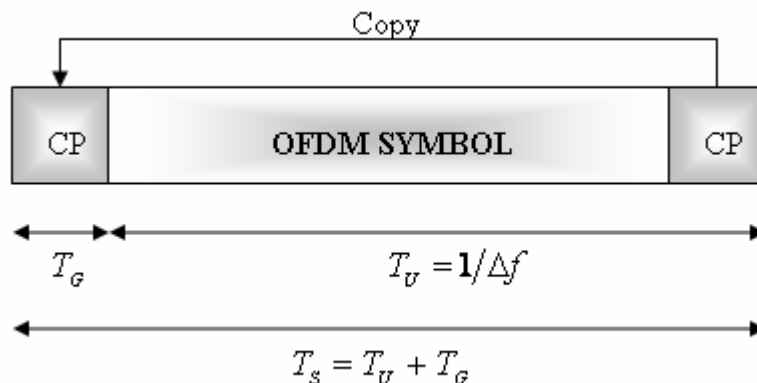 Copy
CP OFDM SYMBOL CP
T_G T_U = 1/Δf
T_S = T_U + T_G